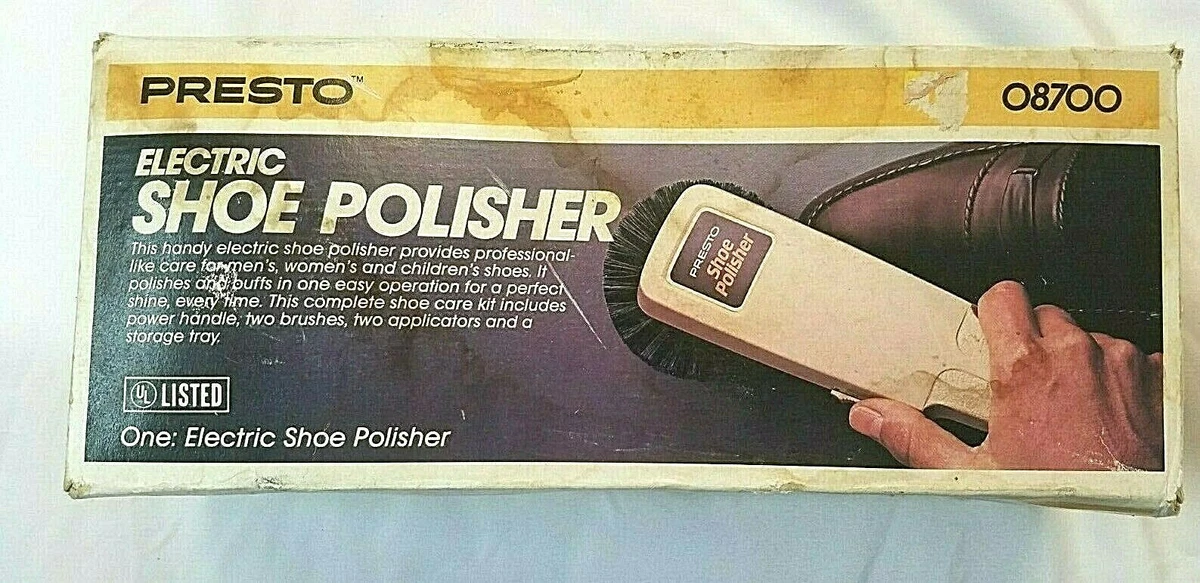 PRESTO™
08700
ELECTRIC
SHOE POLISHER
This handy electric shoe polisher provides professional-
like care for men's, women's and children's shoes. It
polishes and buffs in one easy operation for a perfect
shine, every time. This complete shoe care kit includes
power handle, two brushes, two applicators and a
storage tray.
PRESTO
Shoe
Polisher
UL LISTED
One: Electric Shoe Polisher